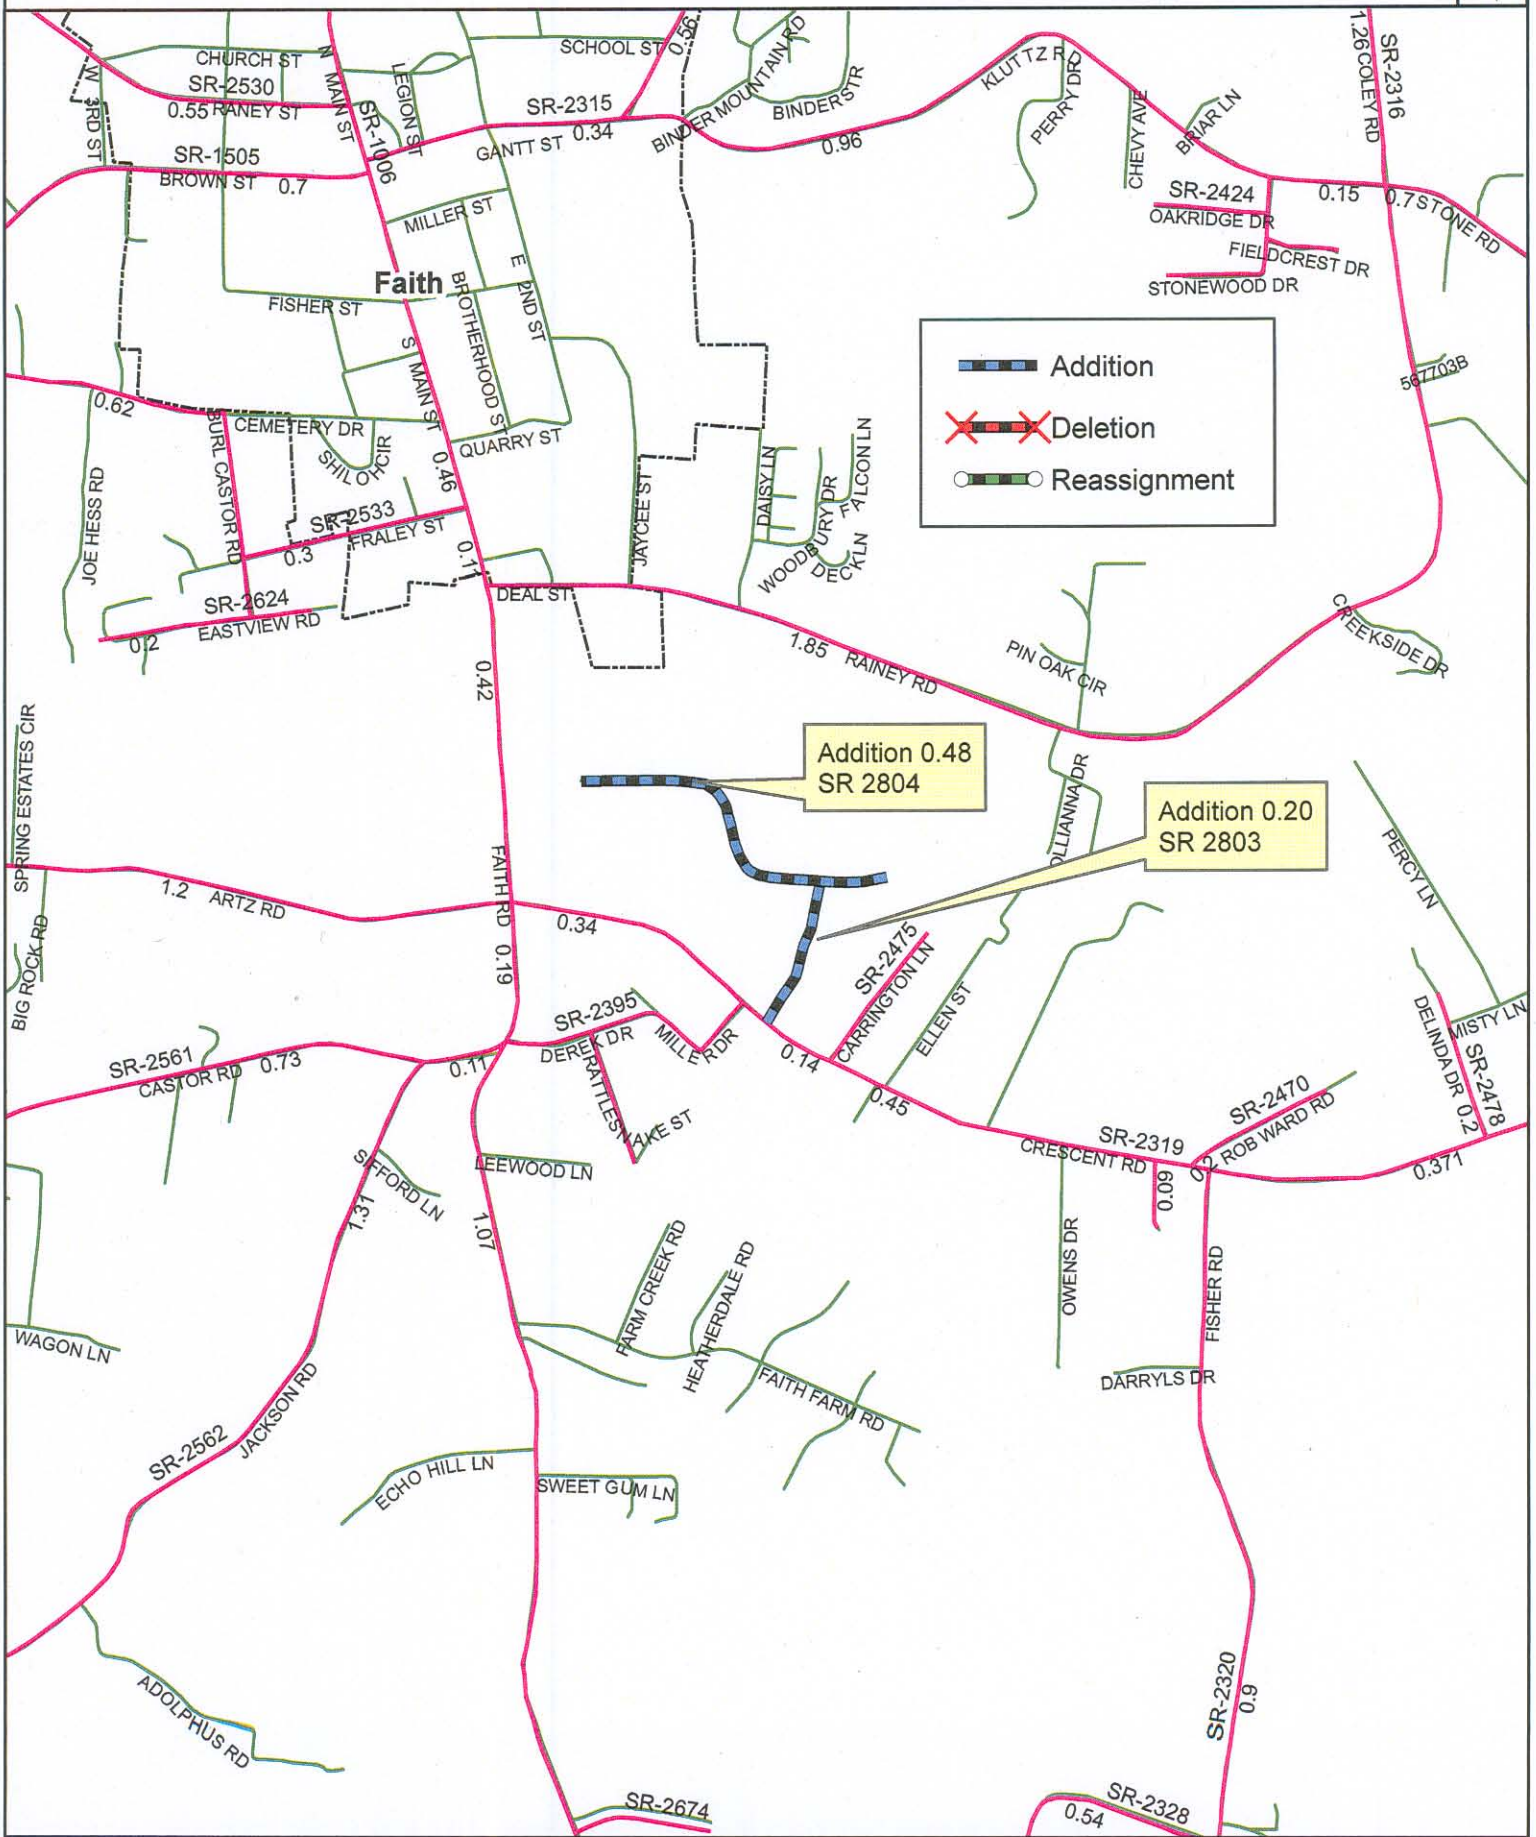 CHURCH ST
SR-2530
0.55 RANEY ST
W 3RD ST
SR-1505
BROWN ST
0.7
N MAIN ST
SR-1006
LEGION ST
SCHOOL ST
0.56
SR-2315
GANTT ST
0.34
BINDER MOUNTAIN RD
BINDER
0.96
KLUTTZ RD
PERRY DR
CHEVY AVE
BRIAR LN
1.26 COLEY RD
SR-2316
SR-2424
OAKRIDGE DR
0.15
0.7 STONE RD
FIELDCREST DR
STONEWOOD DR
MILLER ST
Faith
FISHER ST
BROTHERHOOD ST
E 2ND ST
S MAIN ST
Addition
Deletion
Reassignment
567703B
0.62
BURL CASTOR RD
CEMETERY DR
SHILOH CIR
QUARRY ST
0.46
JOE HESS RD
SR-2533
FRALEY ST
0.3
0.11
JAYCEE ST
DAISY LN
WOODBURY DR
FALCON LN
DECK LN
DEAL ST
SR-2624
EASTVIEW RD
0.2
0.42
1.85 RAINEY RD
PIN OAK CIR
CREEKSIDE DR
SPRING ESTATES CIR
Addition 0.48
SR 2804
OLLIANNA DR
Addition 0.20
SR 2803
PERCY LN
1.2 ARTZ RD
FAITH RD
0.34
0.19
BIG ROCK RD
SR-2475
CARRINGTON LN
ELLEN ST
DELINDA DR 0.2
MISTY LN
SR-2478
SR-2561
CASTOR RD
0.73
0.11
SR-2395
DEREK DR
MILLER DR
RATTLESNAKE ST
0.14
0.45
SR-2319
CRESCENT RD
SR-2470
ROB WARD RD
0.2
0.09
0.371
SIFFORD LN
LEEWOOD LN
1.31
1.07
OWENS DR
FISHER RD
FARM CREEK RD
HEATHERDALE RD
FAITH FARM RD
DARRYLS DR
WAGON LN
JACKSON RD
SR-2562
ECHO HILL LN
SWEET GUM LN
ADOLPHUS RD
SR-2320
0.9
SR-2674
SR-2328
0.54